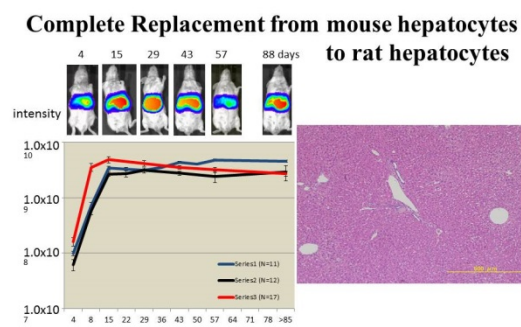 Complete Replacement from mouse hepatocytes
to rat hepatocytes
4 15 29 43 57 88 days
intensity
1.0x10
10
1.0x10
9
1.0x10
8
1.0x10
7
Series1 (N=11)
Series2 (N=12)
Series3 (N=17)
4 8 15 22 29 36 43 50 57 64 71 78 >85